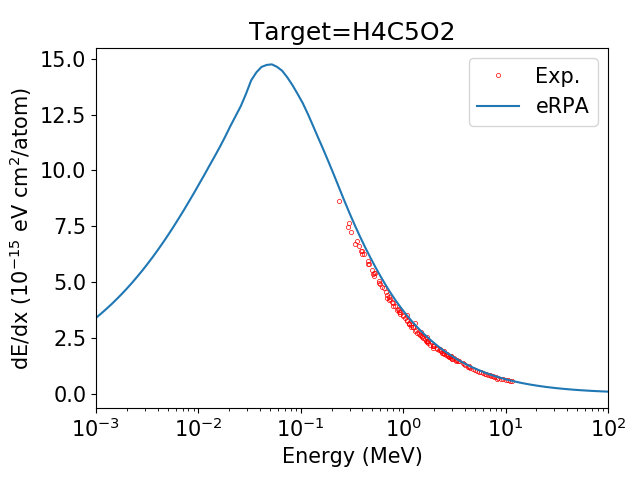 Target=H4C5O2
15.0
12.5
10.0
7.5
5.0
2.5
0.0
dE/dx (10⁻¹⁵ eV cm²/atom)
Exp.
eRPA
10⁻³ 10⁻² 10⁻¹ 10⁰ 10¹ 10²
Energy (MeV)